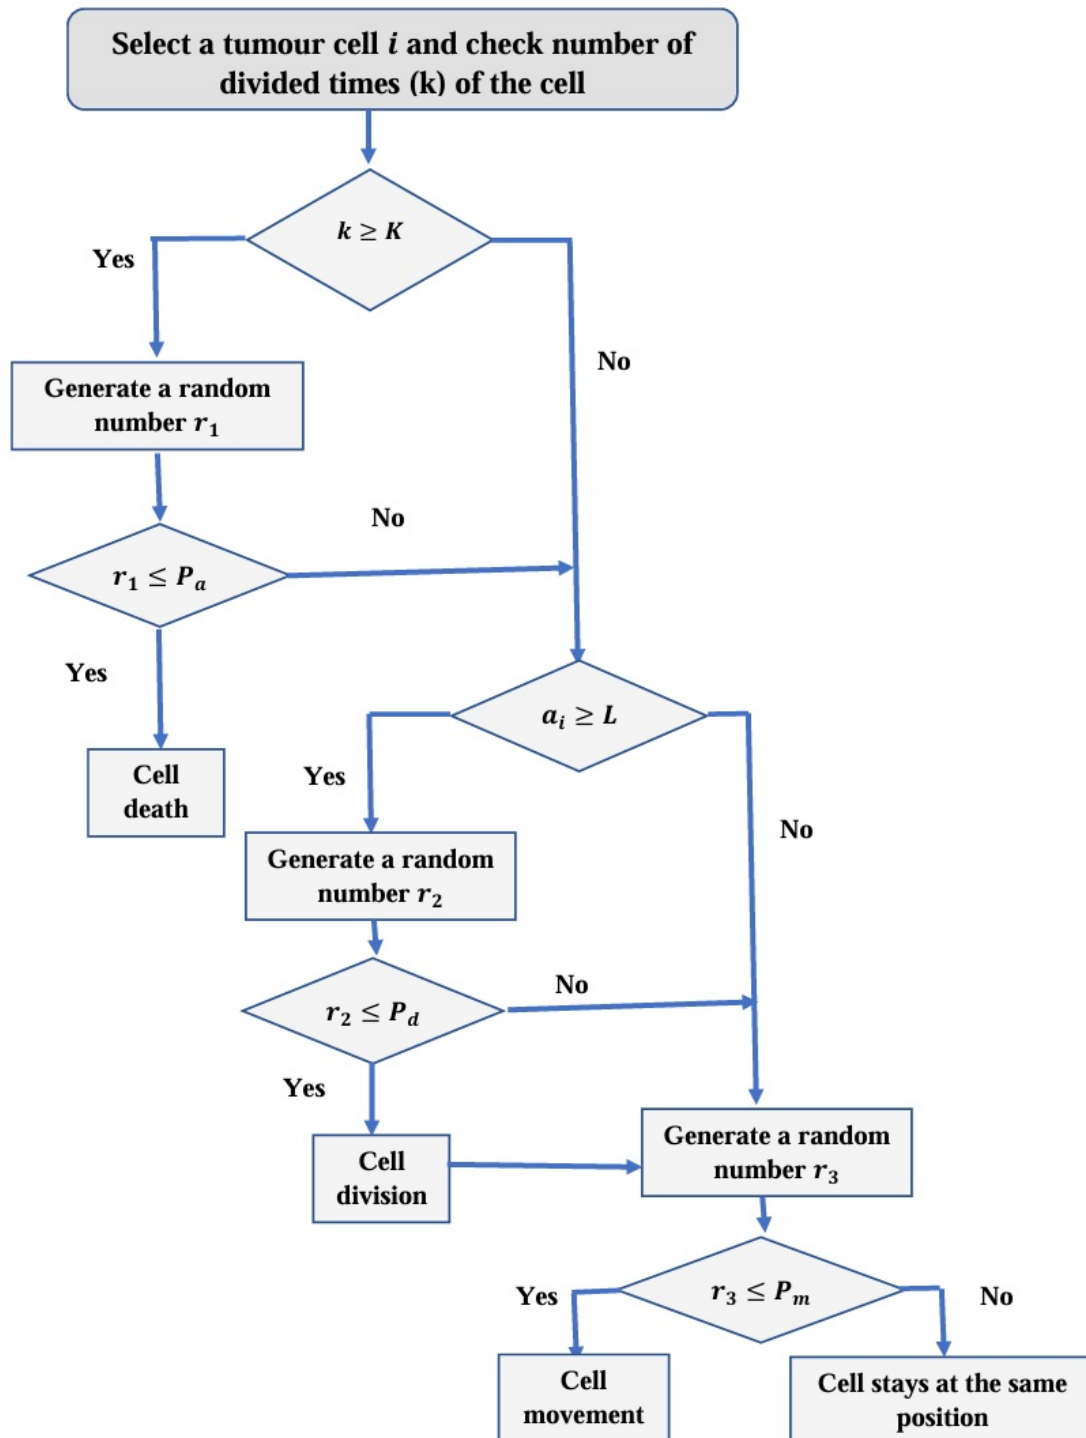 Select a tumour cell i and check number of
divided times (k) of the cell
k ≥ K
Yes
No
Generate a random
number r₁
No
r₁ ≤ Pₐ
Yes
Cell
death
aᵢ ≥ L
Yes
No
Generate a random
number r₂
No
r₂ ≤ P_d
Yes
Cell
division
Generate a random
number r₃
Yes
r₃ ≤ Pₘ
No
Cell
movement
Cell stays at the same
position